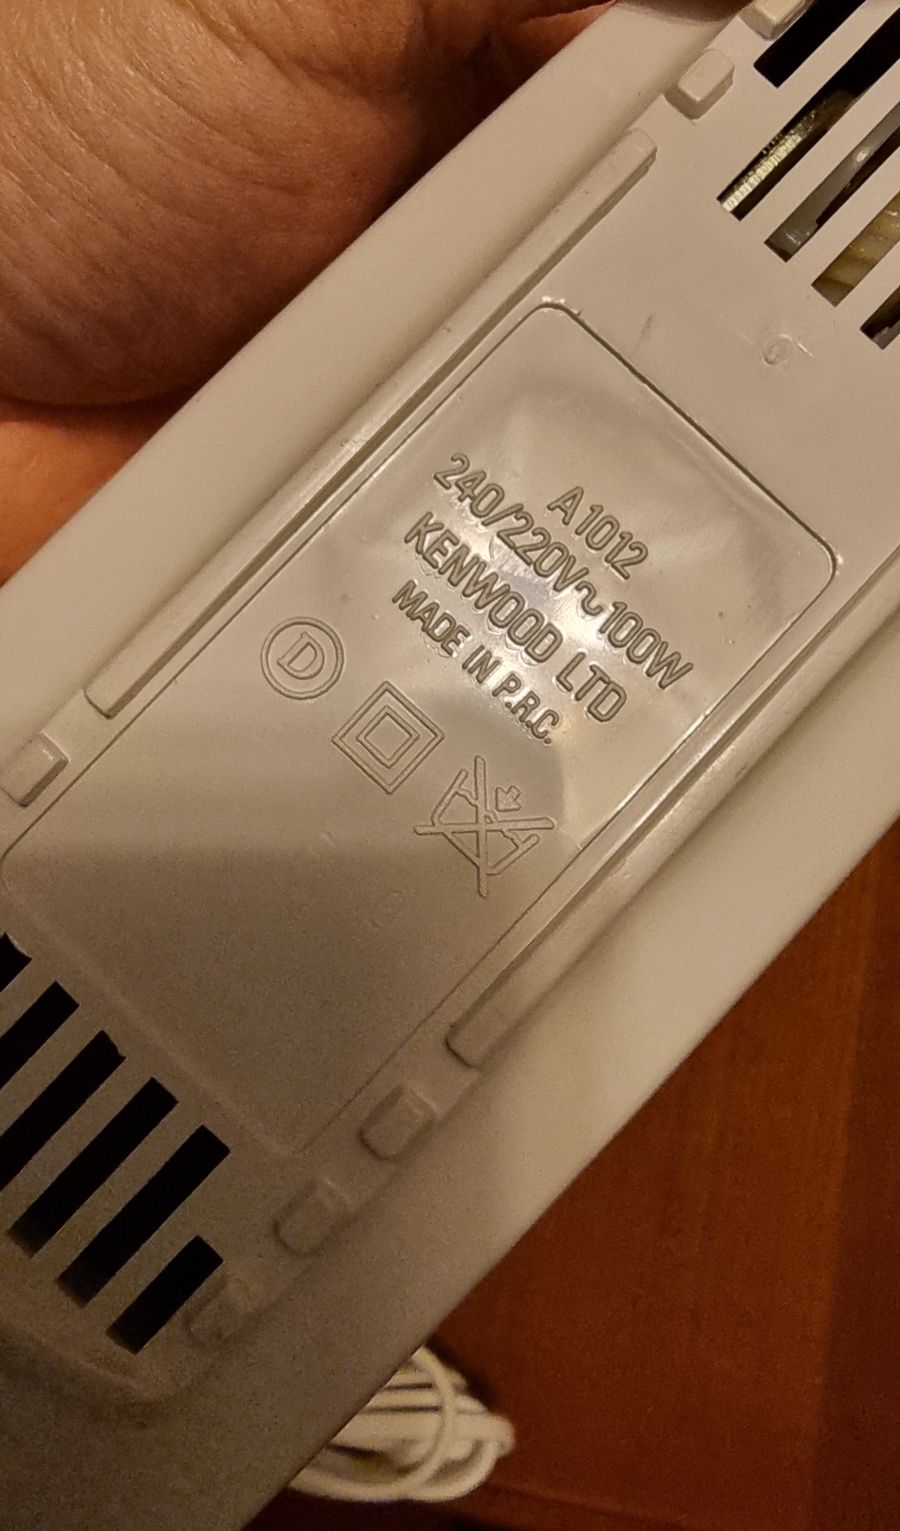 A1012
240/220V~100W
KENWOOD LTD
MADE IN P.R.C.
D